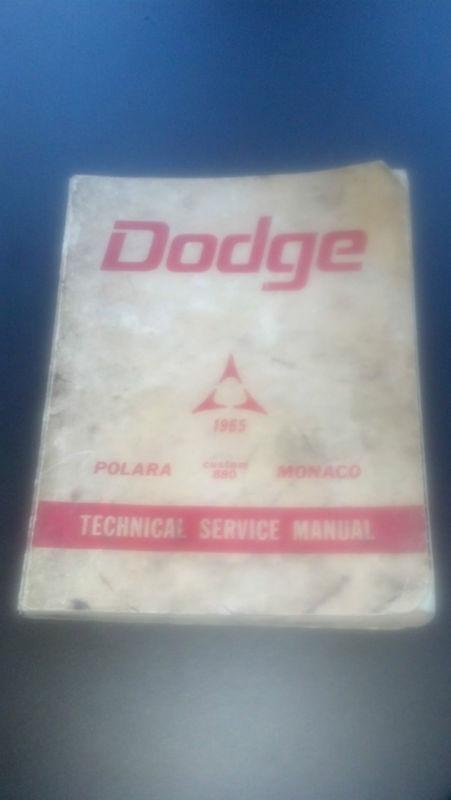 Dodge
1965
POLARA custom 880 MONACO
TECHNICAL SERVICE MANUAL